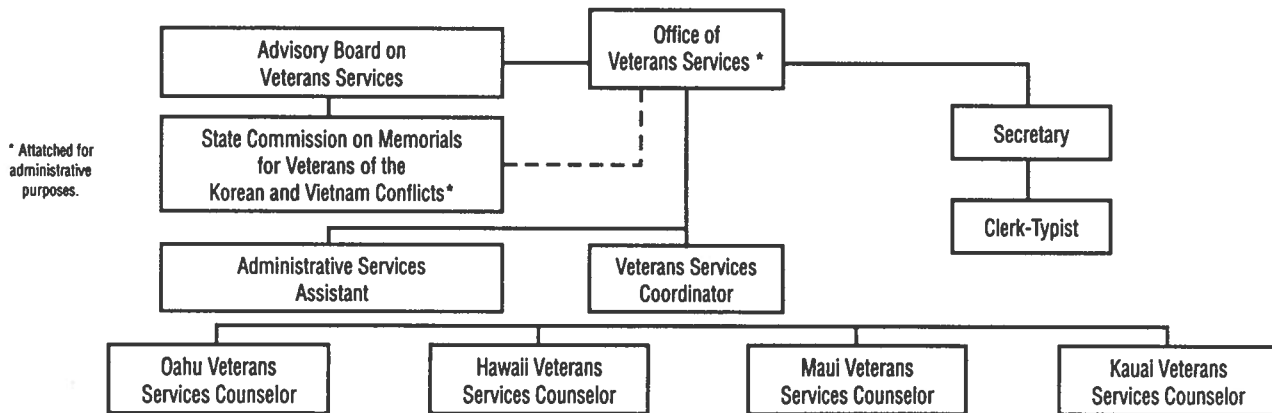 Advisory Board on
Veterans Services
Office of
Veterans Services *
State Commission on Memorials
for Veterans of the
Korean and Vietnam Conflicts*
Secretary
* Attatched for
administrative
purposes.
Clerk-Typist
Administrative Services
Assistant
Veterans Services
Coordinator
Oahu Veterans
Services Counselor
Hawaii Veterans
Services Counselor
Maui Veterans
Services Counselor
Kauai Veterans
Services Counselor